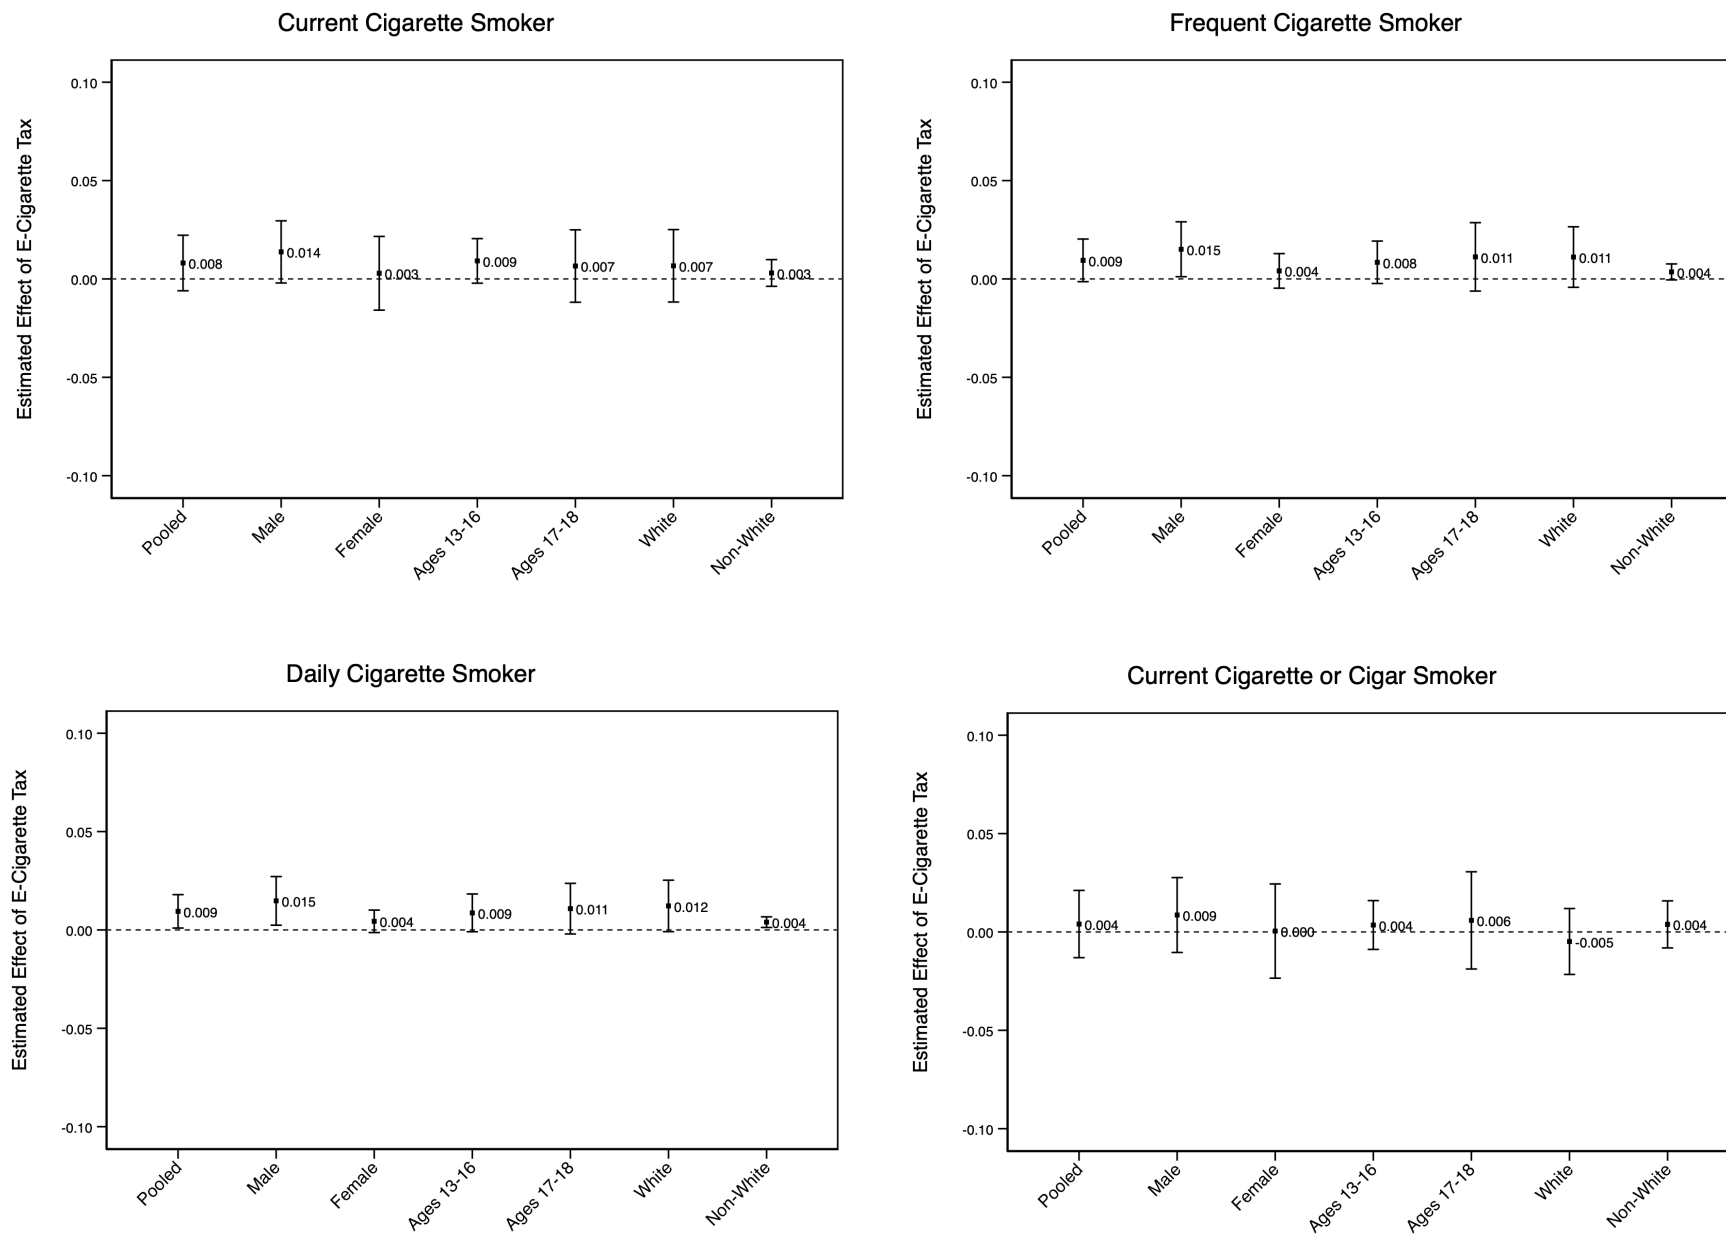 Current Cigarette Smoker
Estimated Effect of E-Cigarette Tax
0.10
0.05
0.00
-0.05
-0.10
0.008
0.014
0.003
0.009
0.007
0.007
0.003
Pooled
Male
Female
Ages 13-16
Ages 17-18
White
Non-White
Frequent Cigarette Smoker
Estimated Effect of E-Cigarette Tax
0.10
0.05
0.00
-0.05
-0.10
0.009
0.015
0.004
0.008
0.011
0.011
0.004
Pooled
Male
Female
Ages 13-16
Ages 17-18
White
Non-White
Daily Cigarette Smoker
Estimated Effect of E-Cigarette Tax
0.10
0.05
0.00
-0.05
-0.10
0.009
0.015
0.004
0.009
0.011
0.012
0.004
Pooled
Male
Female
Ages 13-16
Ages 17-18
White
Non-White
Current Cigarette or Cigar Smoker
Estimated Effect of E-Cigarette Tax
0.10
0.05
0.00
-0.05
-0.10
0.004
0.009
0.000
0.004
0.006
-0.005
0.004
Pooled
Male
Female
Ages 13-16
Ages 17-18
White
Non-White